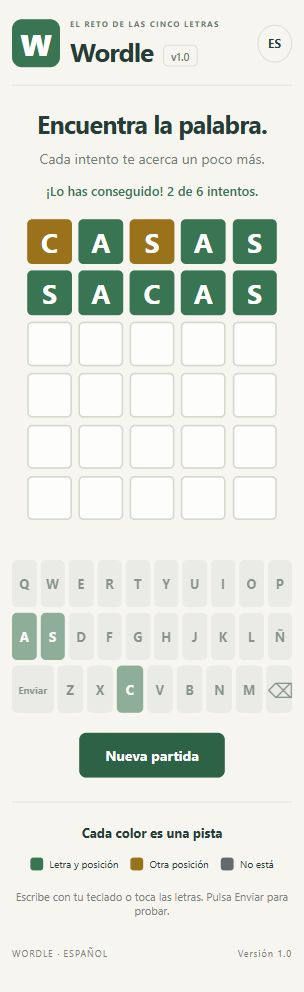 W
EL RETO DE LAS CINCO LETRAS
Wordle v1.0
ES
Encuentra la palabra.
Cada intento te acerca un poco más.
¡Lo has conseguido! 2 de 6 intentos.
C A S A S
S A C A S
Q W E R T Y U I O P
A S D F G H J K L Ñ
Enviar Z X C V B N M ⌫
Nueva partida
Cada color es una pista
Letra y posición Otra posición No está
Escribe con tu teclado o toca las letras. Pulsa Enviar para
probar.
WORDLE · ESPAÑOL Versión 1.0